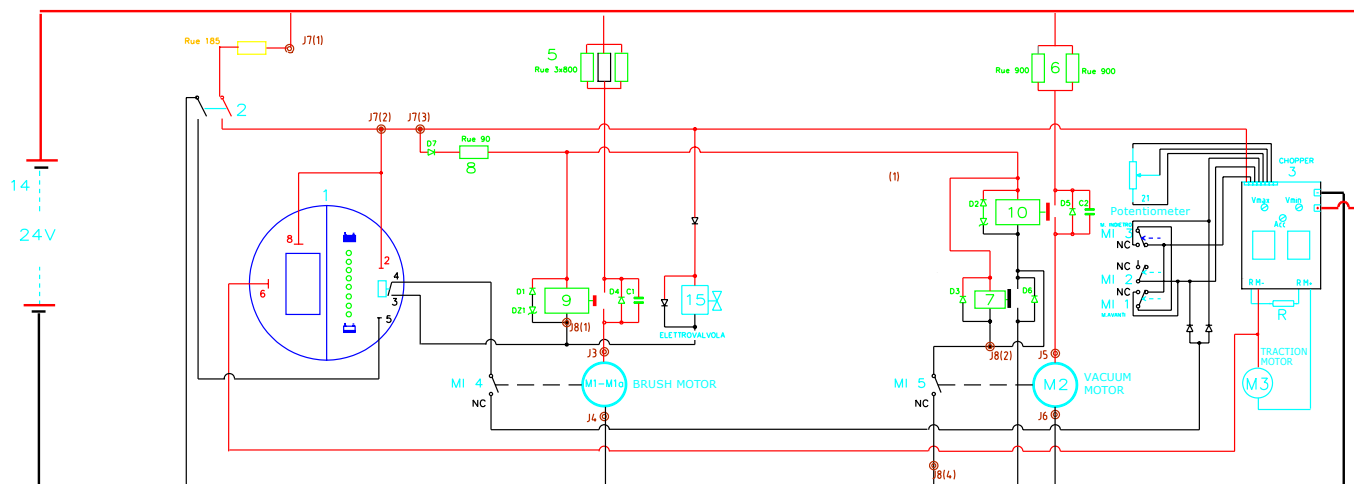 Rue 185
J7(1)
5
Rue 3x800
Rue 900
6
Rue 900
2
J7(2)
J7(3)
D7
Rue 90
8
14
24V
1
8
2
4
3
5
6
(1)
CHOPPER
3
21
Potentiometer
Vmax
Vmin
Acc
MI 3
NC
NC
MI 2
NC
MI 1
R M-
R M+
R
D2
10
D5
C2
D3
7
D6
D1
DZ1
9
D4
C1
15
ELETTROVALVOLA
J8(1)
J3
J8(2)
J5
MI 4
NC
M1-M1a
BRUSH MOTOR
MI 5
NC
M2
VACUUM
MOTOR
TRACTION
MOTOR
M3
J4
J6
J8(4)